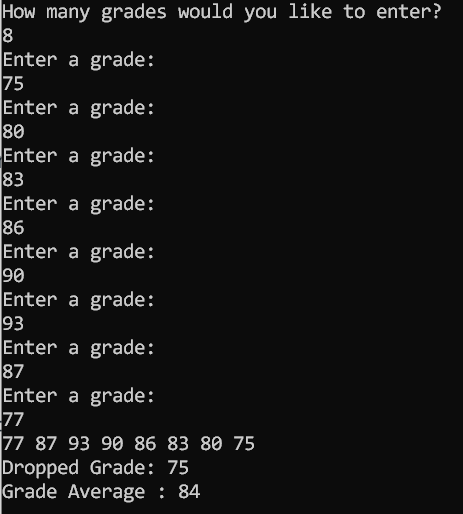 How many grades would you like to enter?
8
Enter a grade:
75
Enter a grade:
80
Enter a grade:
83
Enter a grade:
86
Enter a grade:
90
Enter a grade:
93
Enter a grade:
87
Enter a grade:
77
77 87 93 90 86 83 80 75
Dropped Grade: 75
Grade Average : 84